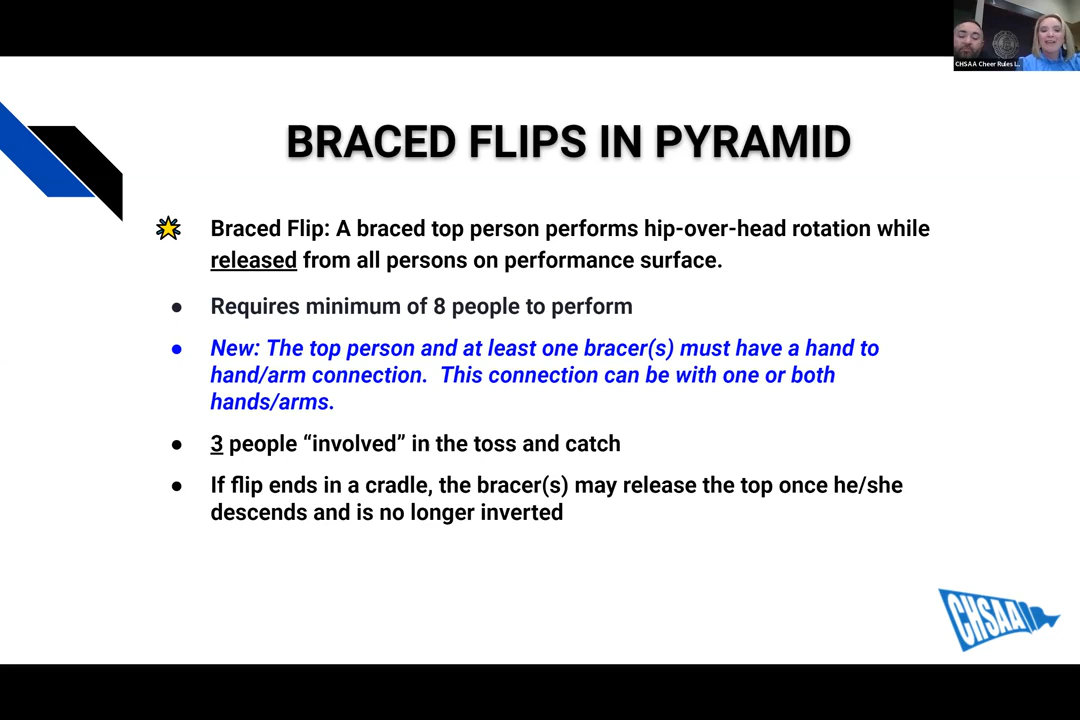 CHSAA Cheer Rules I...
BRACED FLIPS IN PYRAMID
Braced Flip: A braced top person performs hip-over-head rotation while
released from all persons on performance surface.
● Requires minimum of 8 people to perform
● New: The top person and at least one bracer(s) must have a hand to
hand/arm connection. This connection can be with one or both
hands/arms.
● 3 people “involved” in the toss and catch
● If flip ends in a cradle, the bracer(s) may release the top once he/she
descends and is no longer inverted
CHSAA